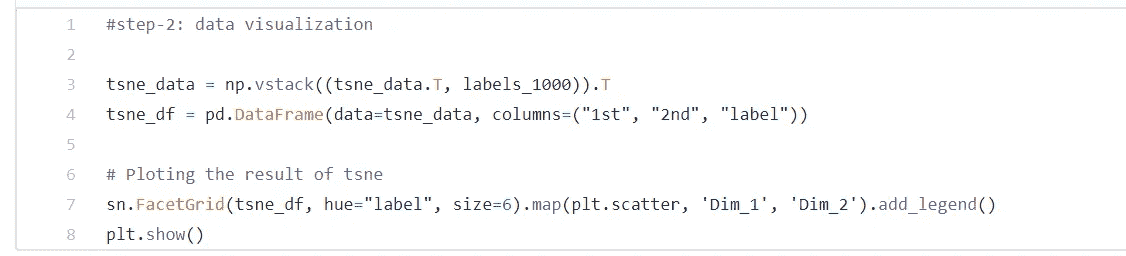 1 #step-2: data visualization
2
3 tsne_data = np.vstack((tsne_data.T, labels_1000)).T
4 tsne_df = pd.DataFrame(data=tsne_data, columns=("1st", "2nd", "label"))
5
6 # Ploting the result of tsne
7 sn.FacetGrid(tsne_df, hue="label", size=6).map(plt.scatter, 'Dim_1', 'Dim_2').add_legend()
8 plt.show()